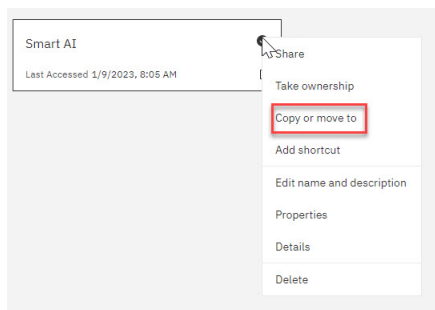 Smart AI
Last Accessed 1/9/2023, 8:05 AM
Share
Take ownership
Copy or move to
Add shortcut
Edit name and description
Properties
Details
Delete